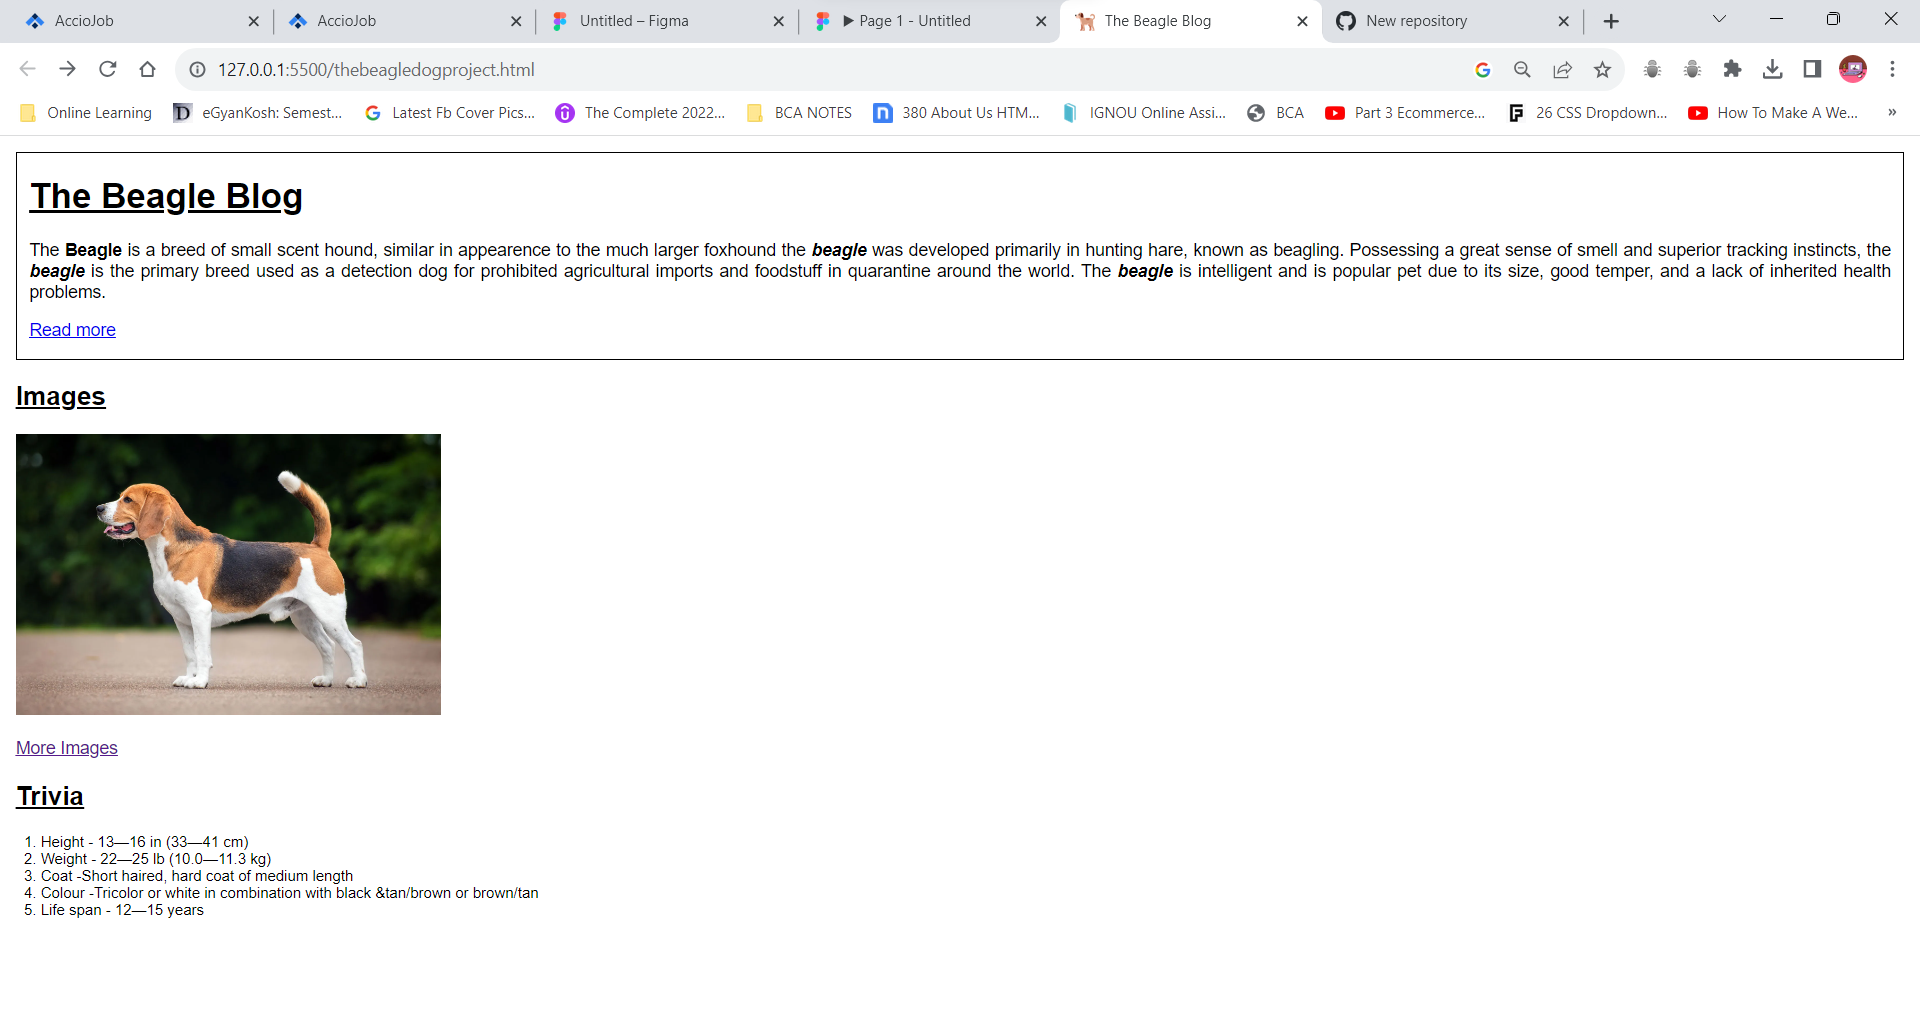 AccioJob
AccioJob
Untitled – Figma
▶ Page 1 - Untitled
The Beagle Blog
New repository
127.0.0.1:5500/thebeagledogproject.html
Online Learning
eGyanKosh: Semest...
Latest Fb Cover Pics...
The Complete 2022...
BCA NOTES
380 About Us HTM...
IGNOU Online Assi...
BCA
Part 3 Ecommerce...
26 CSS Dropdown...
How To Make A We...
»
The Beagle Blog
The Beagle is a breed of small scent hound, similar in appearence to the much larger foxhound the beagle was developed primarily in hunting hare, known as beagling. Possessing a great sense of smell and superior tracking instincts, the
beagle is the primary breed used as a detection dog for prohibited agricultural imports and foodstuff in quarantine around the world. The beagle is intelligent and is popular pet due to its size, good temper, and a lack of inherited health
problems.
Read more
Images
More Images
Trivia
1. Height - 13—16 in (33—41 cm)
2. Weight - 22—25 lb (10.0—11.3 kg)
3. Coat -Short haired, hard coat of medium length
4. Colour -Tricolor or white in combination with black &tan/brown or brown/tan
5. Life span - 12—15 years